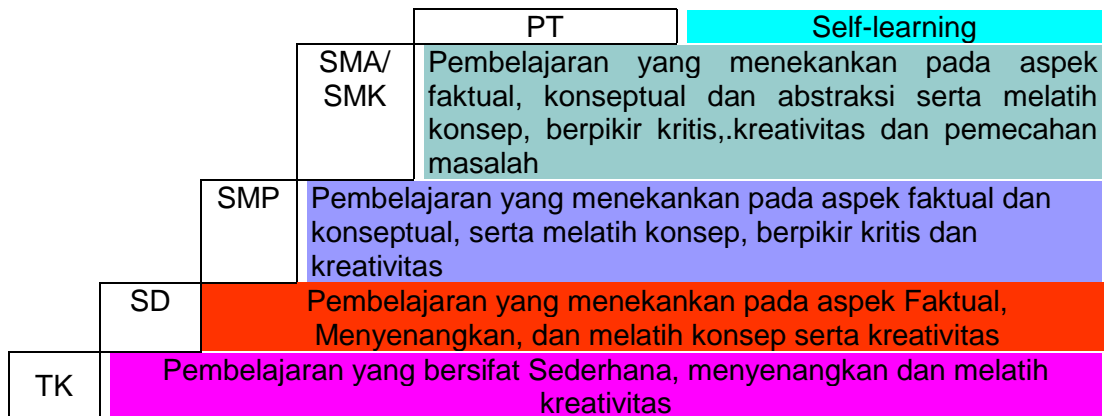 PT Self-learning
SMA/
SMK
Pembelajaran yang menekankan pada aspek
faktual, konseptual dan abstraksi serta melatih
konsep, berpikir kritis,.kreativitas dan pemecahan
masalah
SMP
Pembelajaran yang menekankan pada aspek faktual dan
konseptual, serta melatih konsep, berpikir kritis dan
kreativitas
SD
Pembelajaran yang menekankan pada aspek Faktual,
Menyenangkan, dan melatih konsep serta kreativitas
TK
Pembelajaran yang bersifat Sederhana, menyenangkan dan melatih
kreativitas